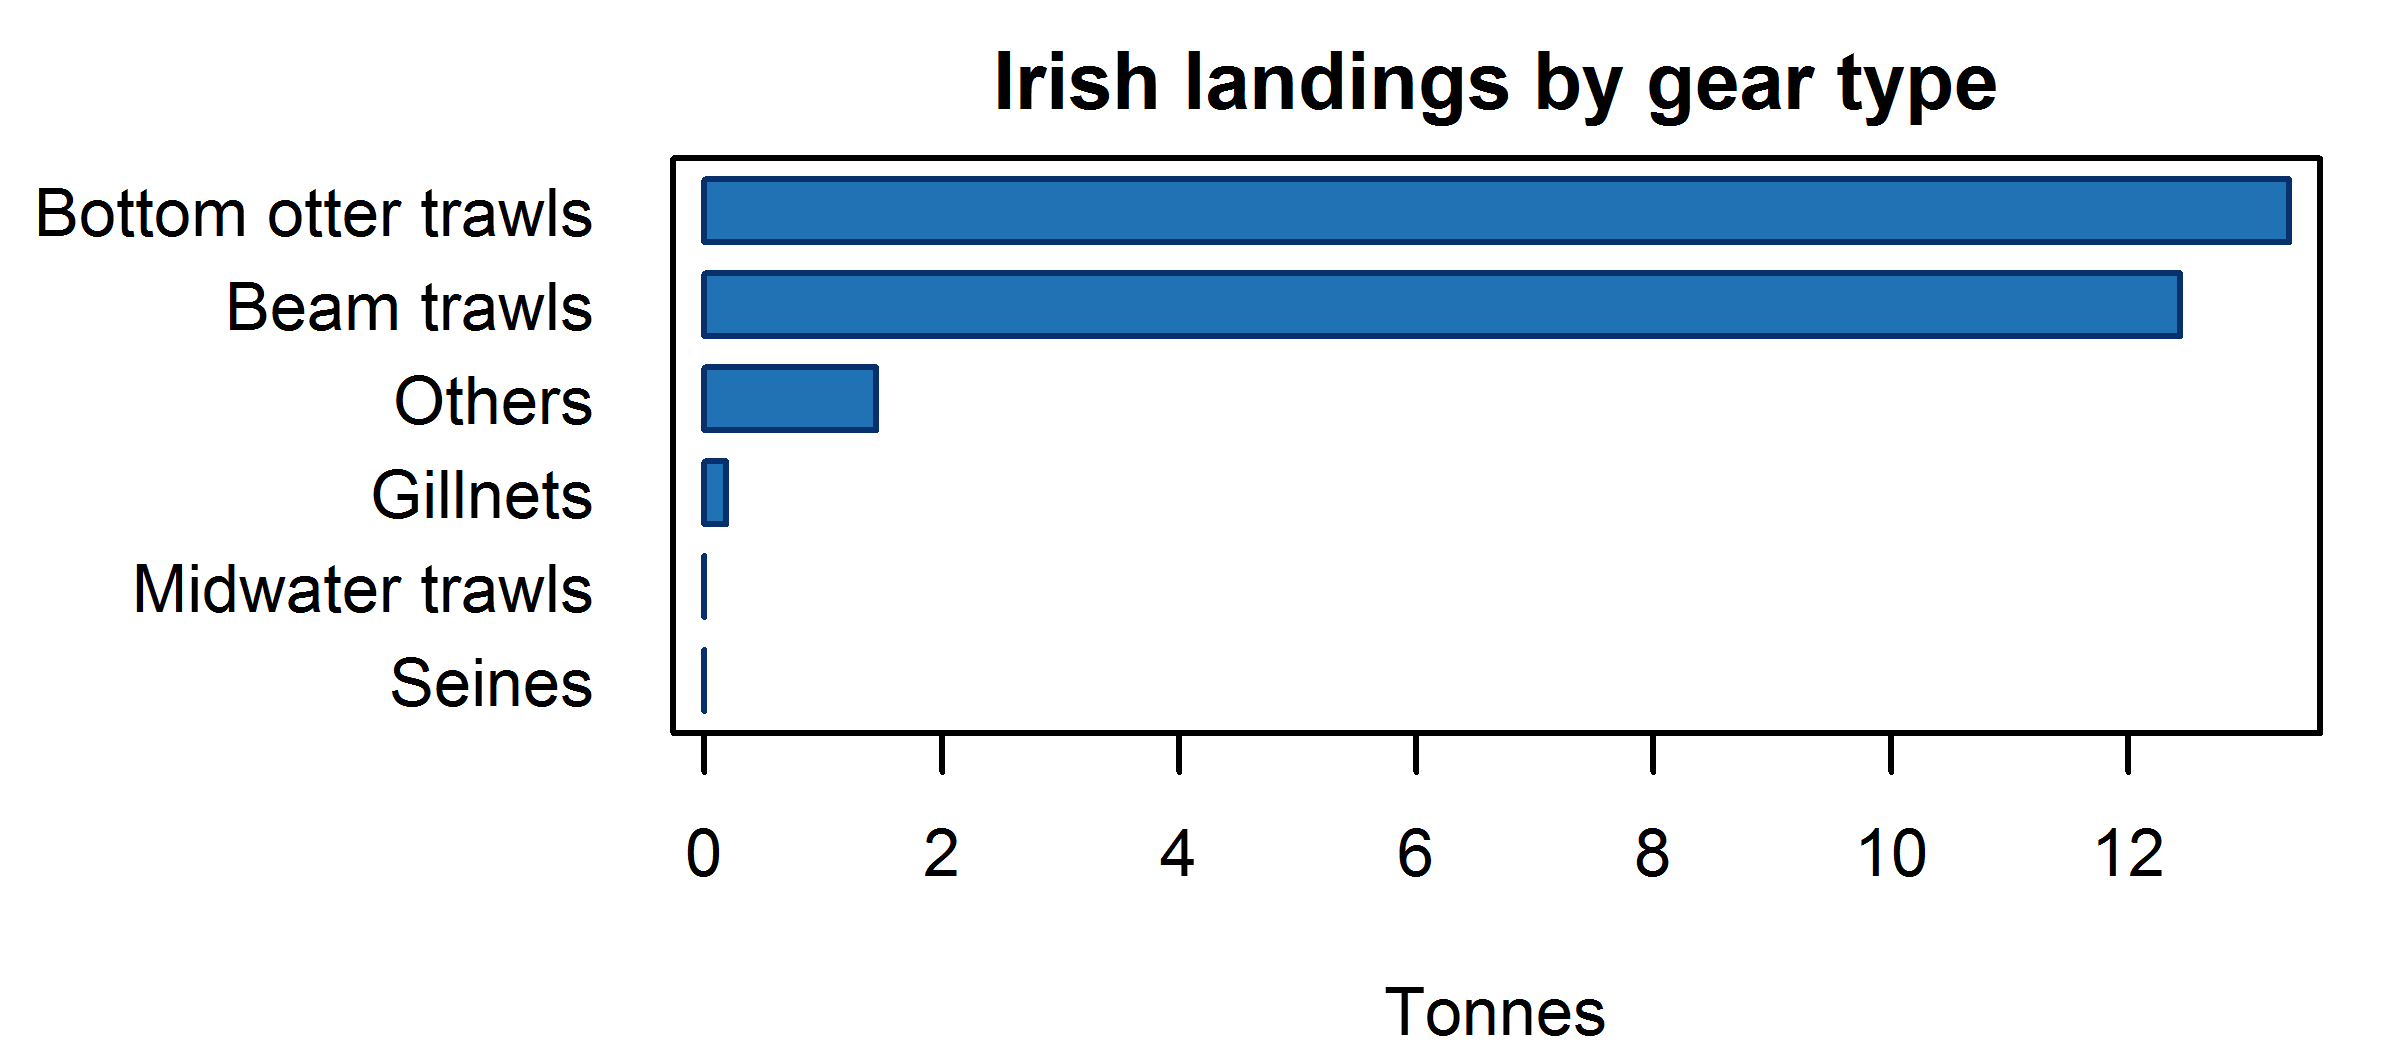 Irish landings by gear type
Bottom otter trawls
Beam trawls
Others
Gillnets
Midwater trawls
Seines
0 2 4 6 8 10 12
Tonnes